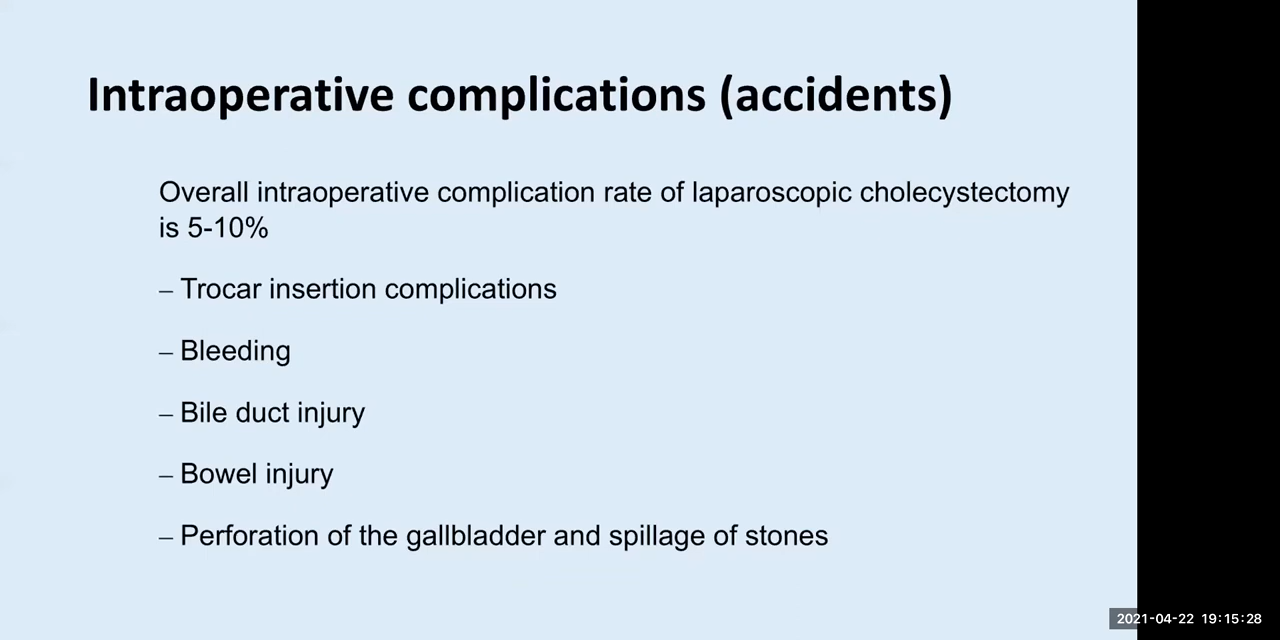 Intraoperative complications (accidents)
Overall intraoperative complication rate of laparoscopic cholecystectomy
is 5-10%
– Trocar insertion complications
– Bleeding
– Bile duct injury
– Bowel injury
– Perforation of the gallbladder and spillage of stones
2021-04-22 19:15:28